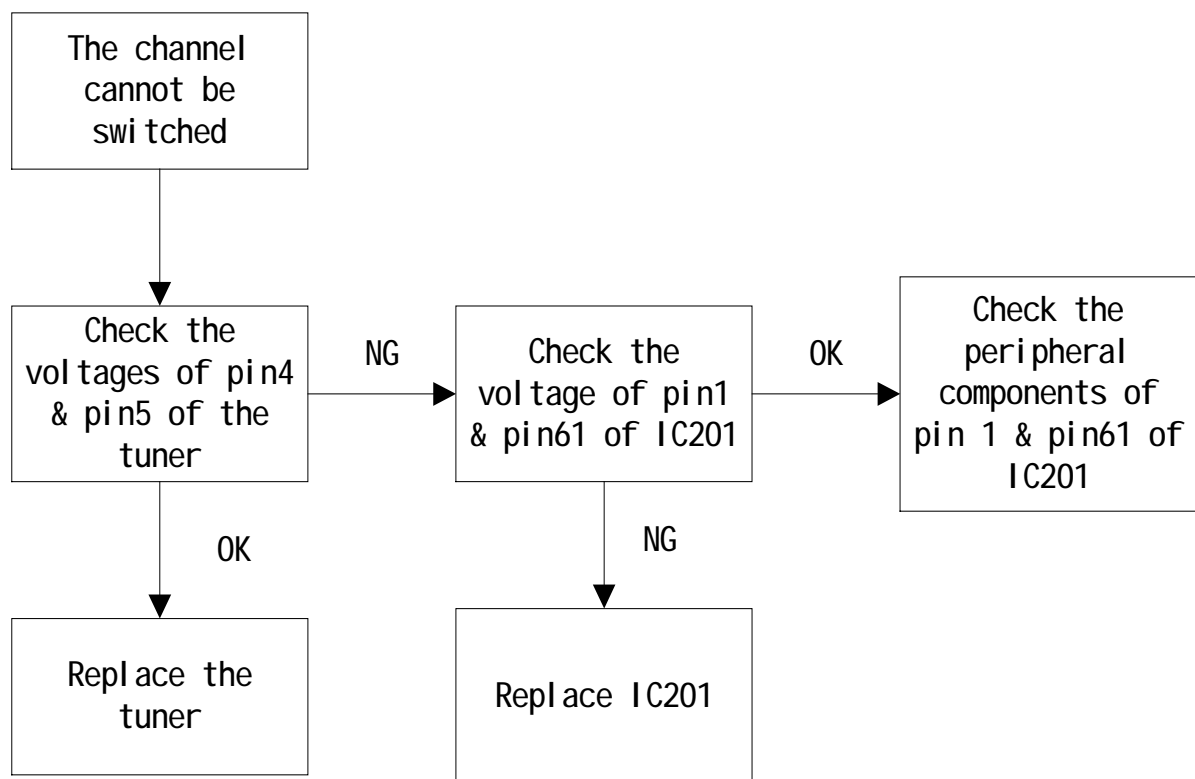 The channel
cannot be
switched
Check the
voltages of pin4
& pin5 of the
tuner
NG
Check the
voltage of pin1
& pin61 of IC201
OK
Check the
peripheral
components of
pin 1 & pin61 of
IC201
OK
NG
Replace the
tuner
Replace IC201